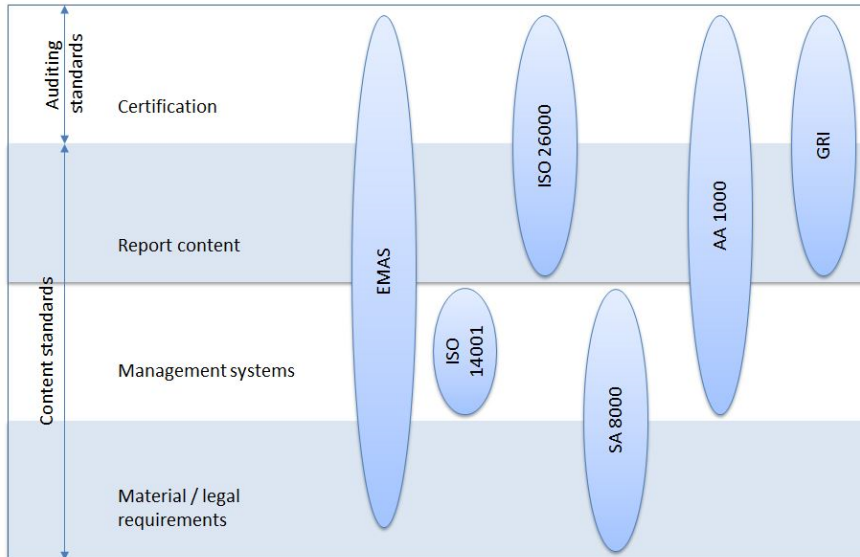 Auditing
standards
Certification
Content standards
Report content
Management systems
Material / legal
requirements
EMAS
ISO
14001
ISO 26000
SA 8000
AA 1000
GRI